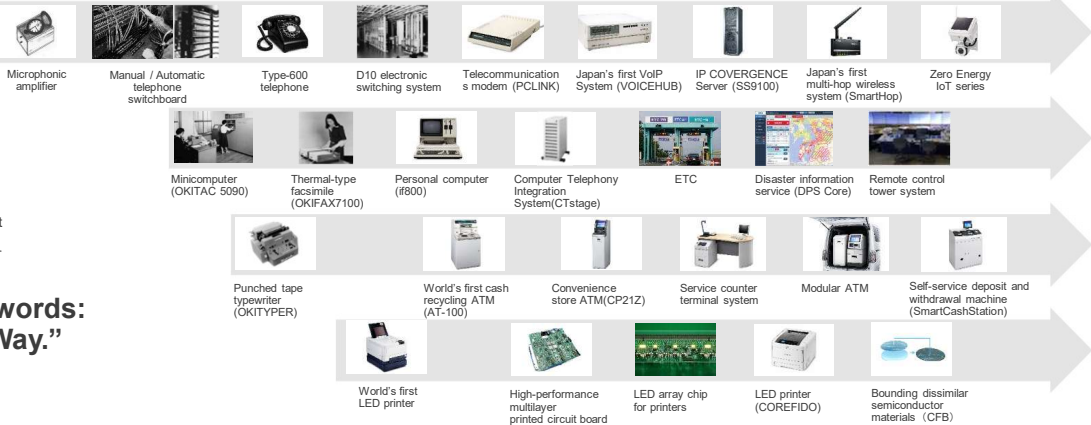 Microphonic
amplifier
Manual / Automatic
telephone
switchboard
Type-600
telephone
D10 electronic
switching system
Telecommunication
s modem (PCLINK)
Japan's first VoIP
System (VOICEHUB)
IP COVERGENCE
Server (SS9100)
Japan's first
multi-hop wireless
system (SmartHop)
Zero Energy
IoT series
Minicomputer
(OKITAC 5090)
Thermal-type
facsimile
(OKIFAX7100)
Personal computer
(if800)
Computer Telephony
Integration
System(CTstage)
ETC
Disaster information
service (DPS Core)
Remote control
tower system
t
Punched tape
typewriter
(OKITYPER)
World's first cash
recycling ATM
(AT-100)
Convenience
store ATM(CP21Z)
Service counter
terminal system
Modular ATM
Self-service deposit and
withdrawal machine
(SmartCashStation)
words:
Way.”
World's first
LED printer
High-performance
multilayer
printed circuit board
LED array chip
for printers
LED printer
(COREFIDO)
Bounding dissimilar
semiconductor
materials（CFB）